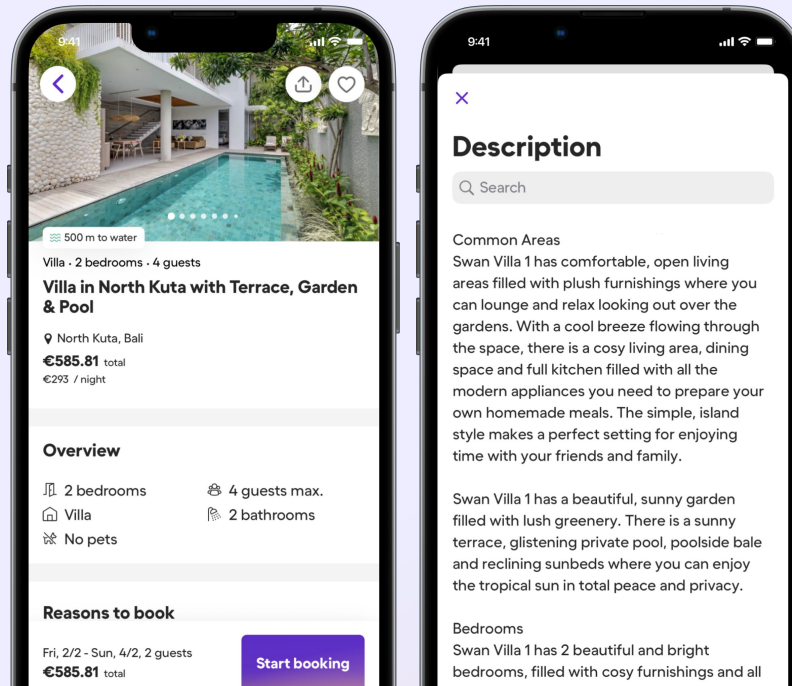 9:41
500 m to water
Villa · 2 bedrooms · 4 guests
Villa in North Kuta with Terrace, Garden
& Pool
North Kuta, Bali
€585.81 total
€293 / night
Overview
2 bedrooms
4 guests max.
Villa
2 bathrooms
No pets
Reasons to book
Fri, 2/2 - Sun, 4/2, 2 guests
€585.81 total
Start booking
9:41
Description
Search
Common Areas
Swan Villa 1 has comfortable, open living
areas filled with plush furnishings where you
can lounge and relax looking out over the
gardens. With a cool breeze flowing through
the space, there is a cosy living area, dining
space and full kitchen filled with all the
modern appliances you need to prepare your
own homemade meals. The simple, island
style makes a perfect setting for enjoying
time with your friends and family.
Swan Villa 1 has a beautiful, sunny garden
filled with lush greenery. There is a sunny
terrace, glistening private pool, poolside bale
and reclining sunbeds where you can enjoy
the tropical sun in total peace and privacy.
Bedrooms
Swan Villa 1 has 2 beautiful and bright
bedrooms, filled with cosy furnishings and all